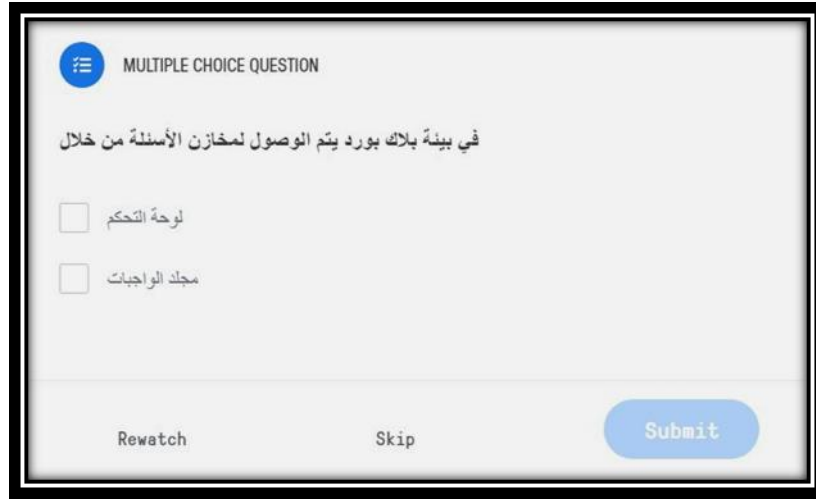 MULTIPLE CHOICE QUESTION
في بيئة بلاك بورد يتم الوصول لمخازن الأسئلة من خلال
لوحة التحكم
مجلد الواجبات
Rewatch Skip Submit